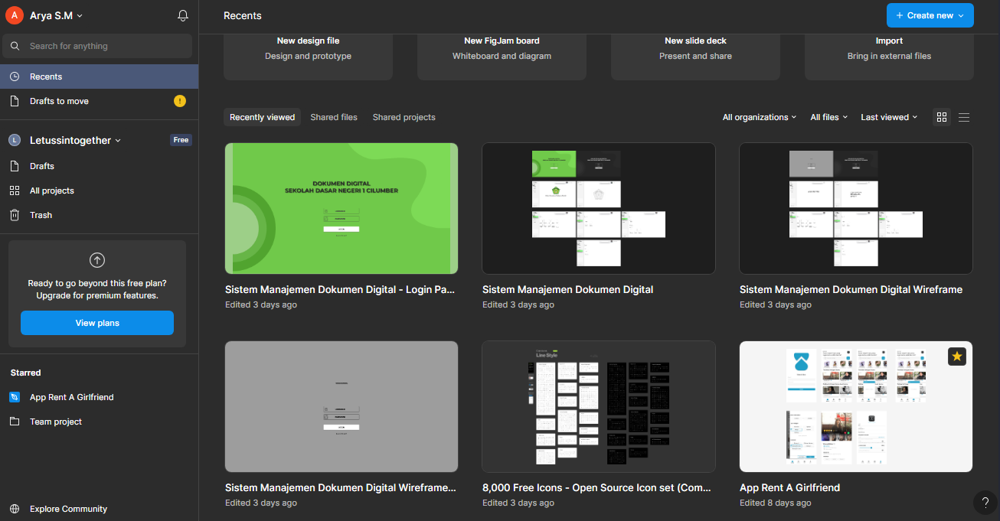 A
Arya S.M
Search for anything
Recents
Drafts to move
!
L
Letussintogether
Free
Drafts
All projects
Trash
Ready to go beyond this free plan?
Upgrade for premium features.
View plans
Starred
App Rent A Girlfriend
Team project
Explore Community
Recents
+ Create new
New design file
Design and prototype
New FigJam board
Whiteboard and diagram
New slide deck
Present and share
Import
Bring in external files
Recently viewed
Shared files
Shared projects
All organizations
All files
Last viewed
DOKUMEN DIGITAL
SEKOLAH DASAR NEGERI 1 CILUMBER
LOGIN
Sistem Manajemen Dokumen Digital - Login Pa...
Edited 3 days ago
Sistem Manajemen Dokumen Digital
Edited 3 days ago
Sistem Manajemen Dokumen Digital Wireframe
Edited 3 days ago
LOGIN
Sistem Manajemen Dokumen Digital Wireframe...
Edited 3 days ago
Line Style
8,000 Free Icons - Open Source Icon set (Com...
Edited 3 days ago
App Rent A Girlfriend
Edited 8 days ago
?